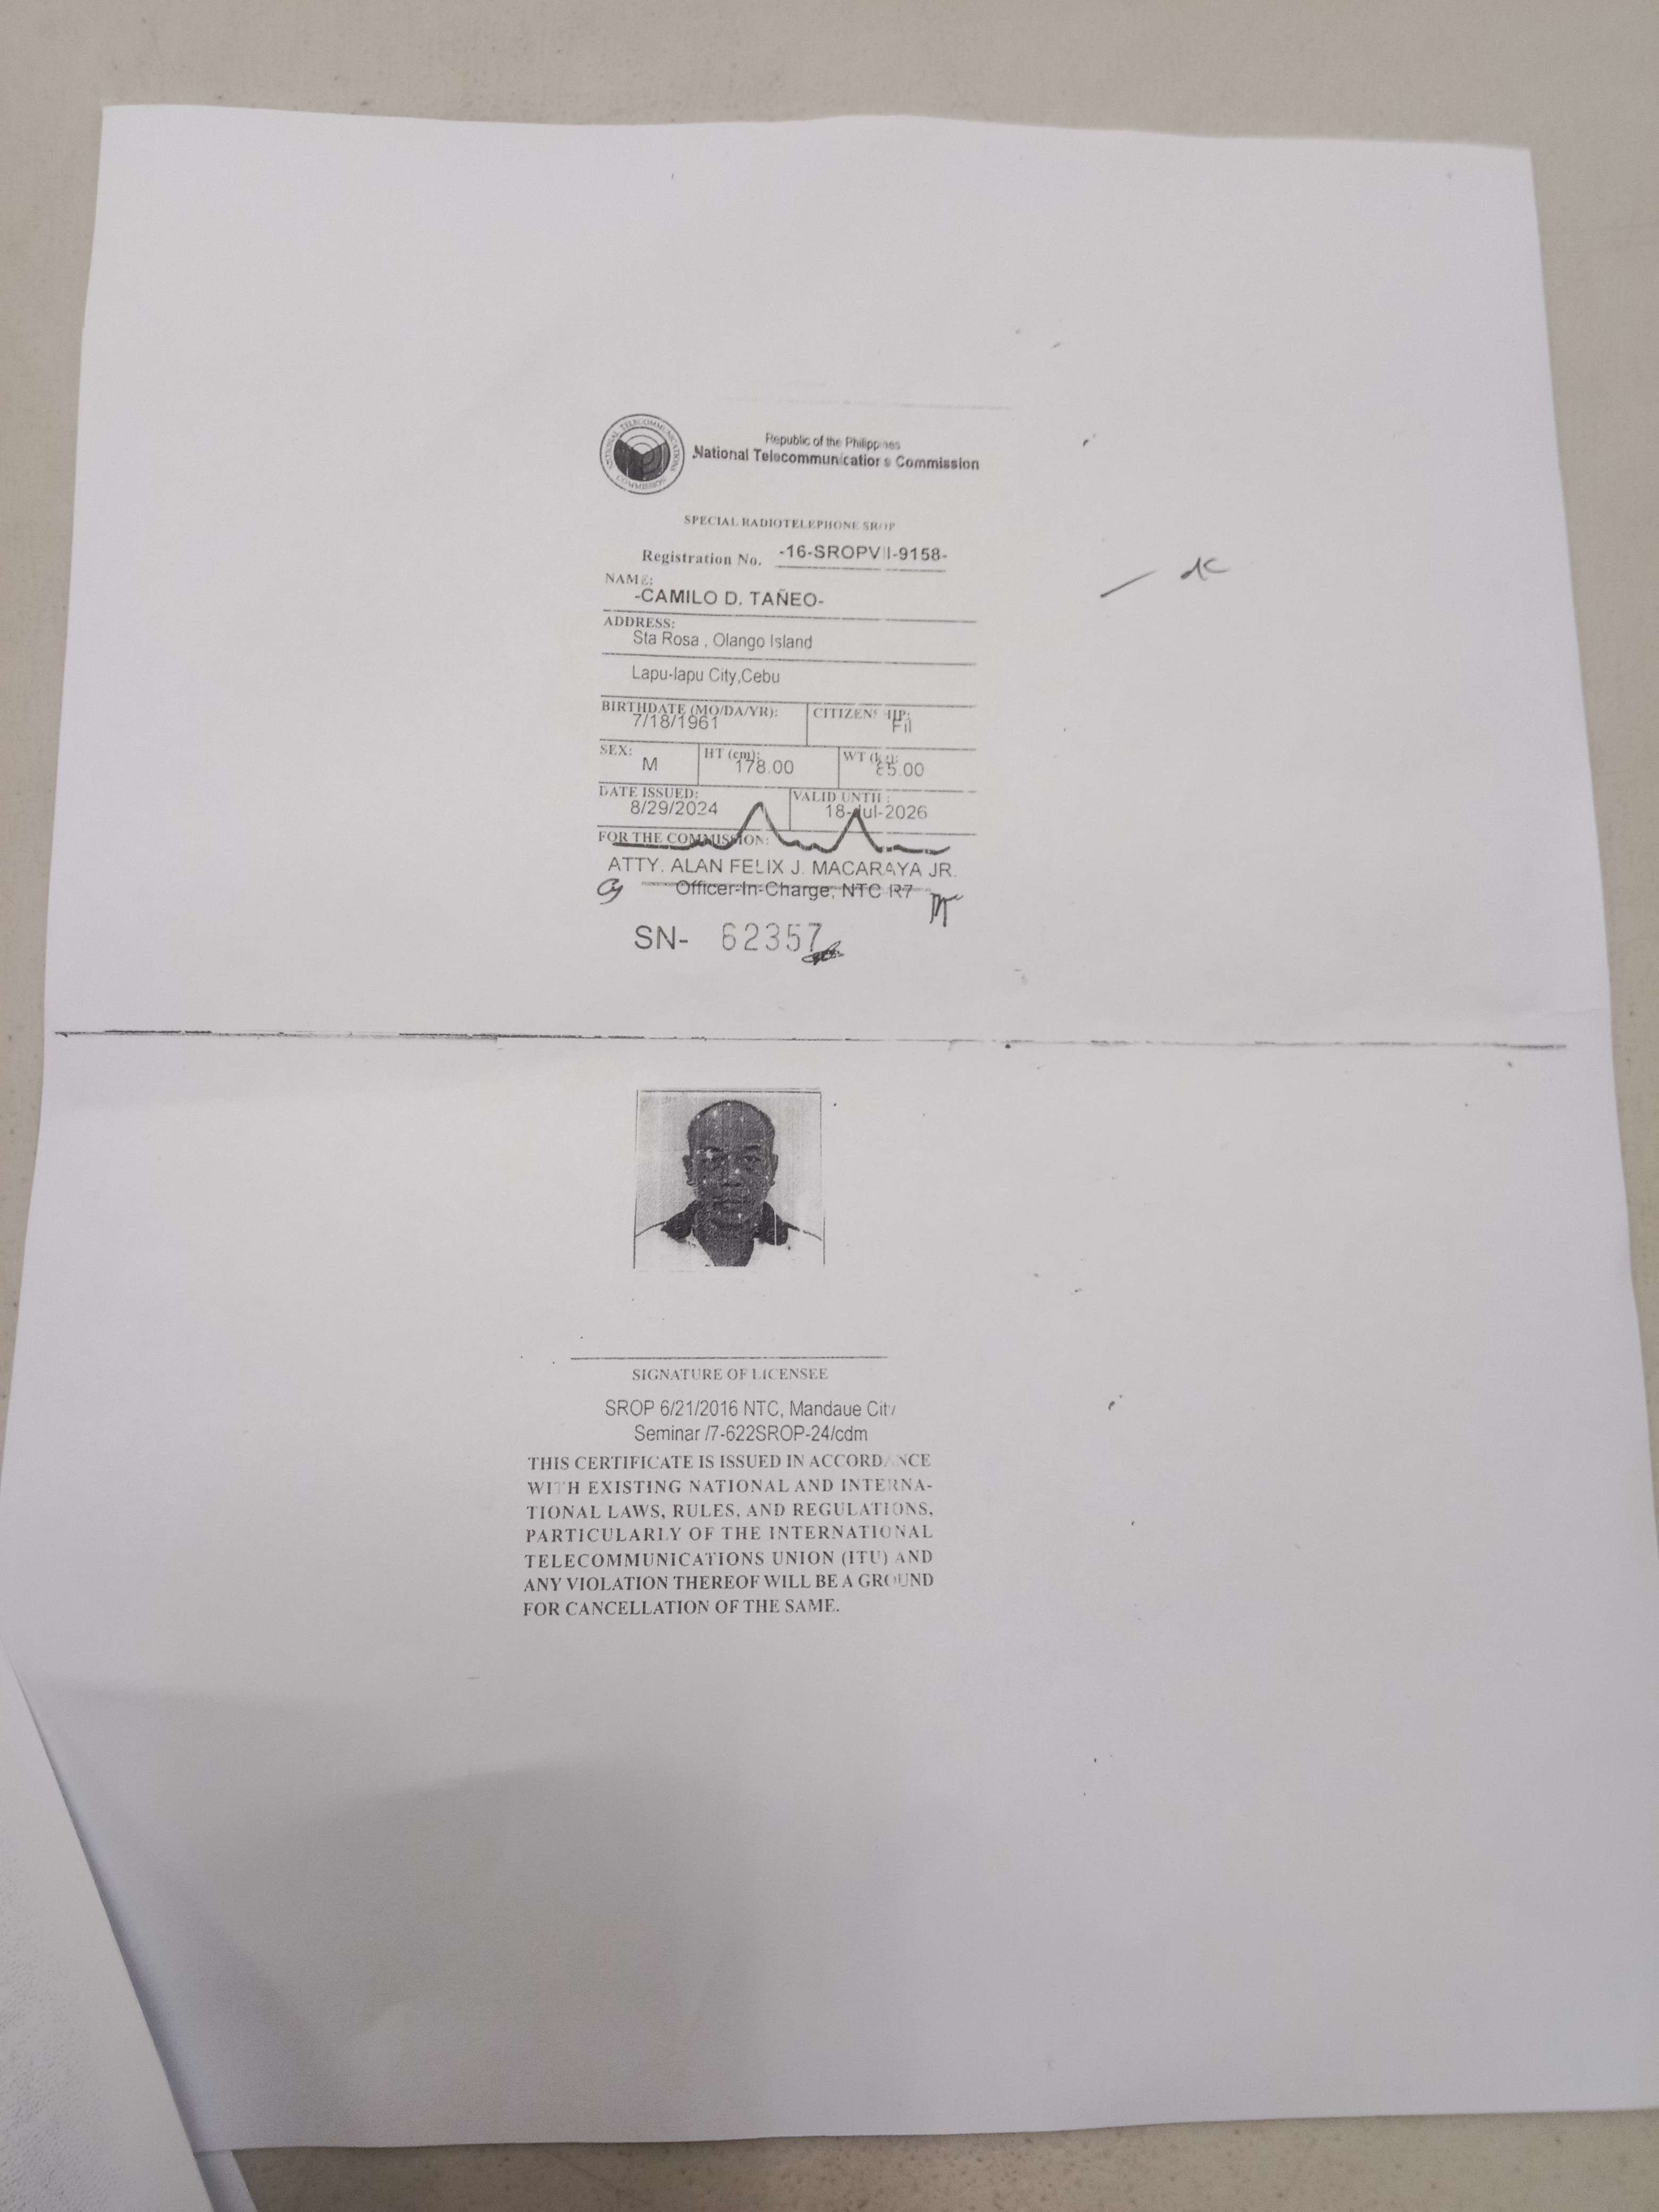 NATIONAL TELECOMMUNICATIONS COMMISSION
Republic of the Philippines
National Telecommunications Commission
SPECIAL RADIOTELEPHONE SROP
Registration No. -16-SROPVII-9158-
NAME:
-CAMILO D. TAÑEO-
ADDRESS:
Sta Rosa , Olango Island
Lapu-lapu City,Cebu
BIRTHDATE (MO/DA/YR): CITIZENSHIP:
7/18/1961 Fil
SEX: HT (cm): WT (kg):
M 178.00 85.00
DATE ISSUED: VALID UNTIL :
8/29/2024 18-Jul-2026
FOR THE COMMISSION:
ATTY. ALAN FELIX J. MACARAYA JR.
Officer-In-Charge, NTC R7
SN- 62357
SIGNATURE OF LICENSEE
SROP 6/21/2016 NTC, Mandaue City
Seminar /7-622SROP-24/cdm
THIS CERTIFICATE IS ISSUED IN ACCORDANCE
WITH EXISTING NATIONAL AND INTERNA-
TIONAL LAWS, RULES, AND REGULATIONS,
PARTICULARLY OF THE INTERNATIONAL
TELECOMMUNICATIONS UNION (ITU) AND
ANY VIOLATION THEREOF WILL BE A GROUND
FOR CANCELLATION OF THE SAME.